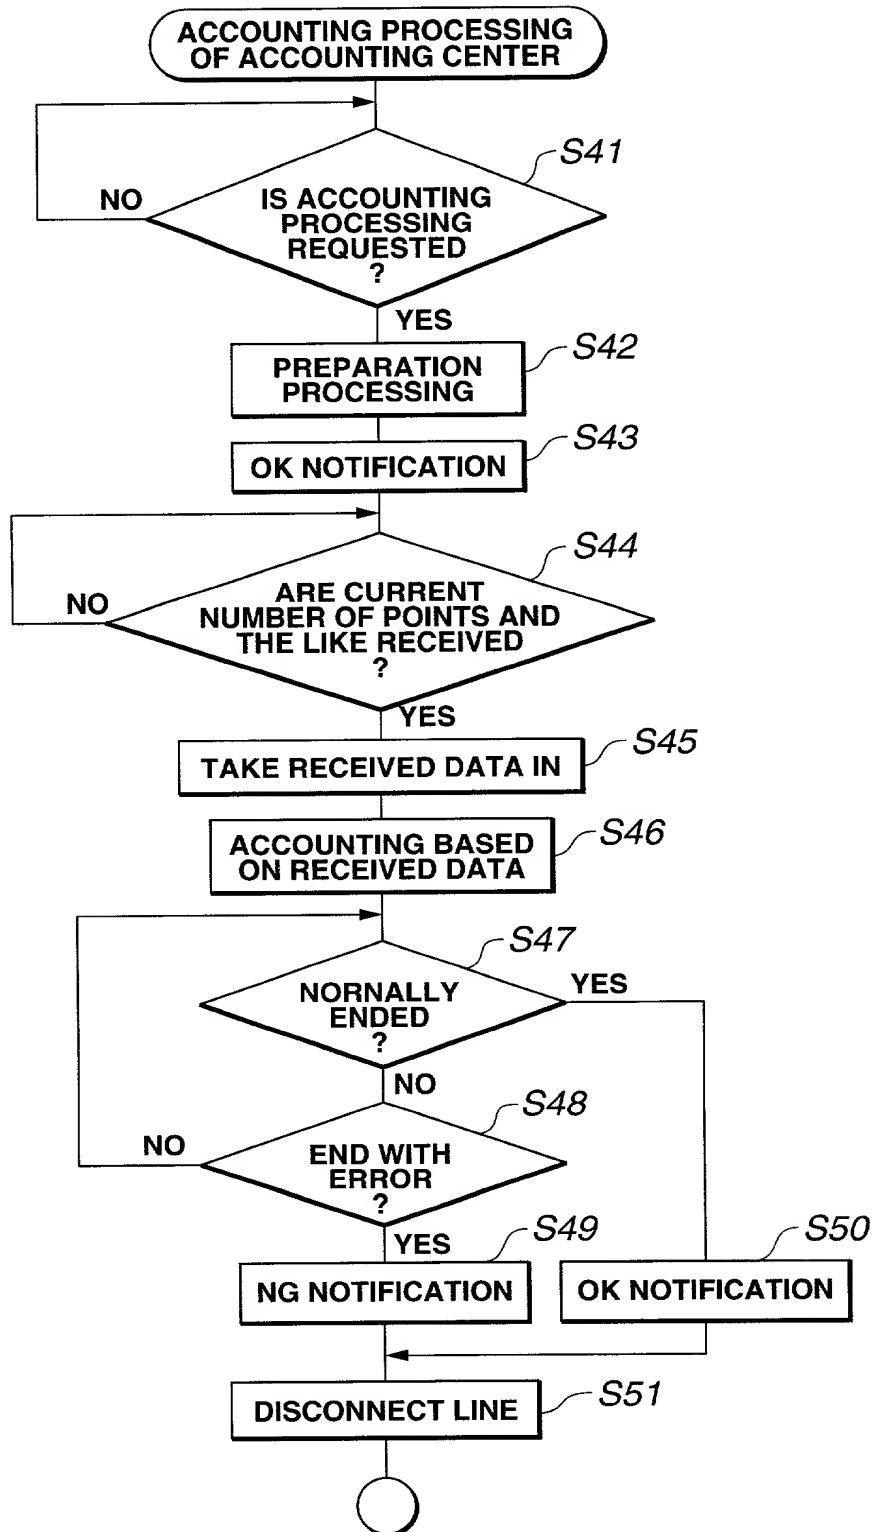 ACCOUNTING PROCESSING
OF ACCOUNTING CENTER
S41
NO
IS ACCOUNTING
PROCESSING
REQUESTED
?
YES
S42
PREPARATION
PROCESSING
S43
OK NOTIFICATION
S44
NO
ARE CURRENT
NUMBER OF POINTS AND
THE LIKE RECEIVED
?
YES
S45
TAKE RECEIVED DATA IN
S46
ACCOUNTING BASED
ON RECEIVED DATA
S47
YES
NORNALLY
ENDED
?
NO
S48
NO
END WITH
ERROR
?
YES
S49
S50
NG NOTIFICATION
OK NOTIFICATION
S51
DISCONNECT LINE